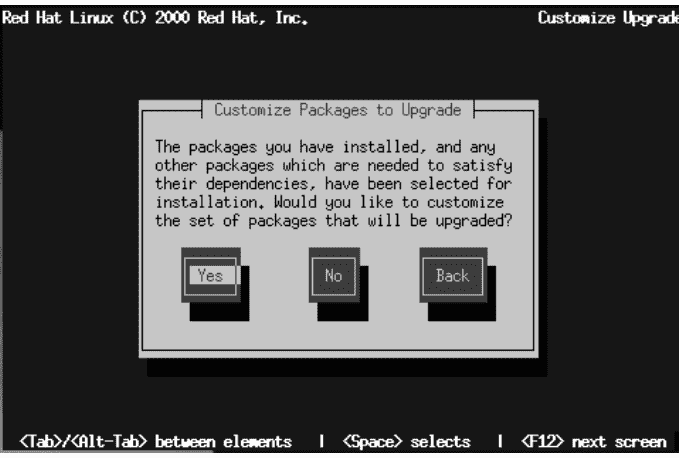 Red Hat Linux (C) 2000 Red Hat, Inc. Customize Upgrade
Customize Packages to Upgrade
The packages you have installed, and any
other packages which are needed to satisfy
their dependencies, have been selected for
installation. Would you like to customize
the set of packages that will be upgraded?
Yes No Back
<Tab>/<Alt-Tab> between elements | <Space> selects | <F12> next screen